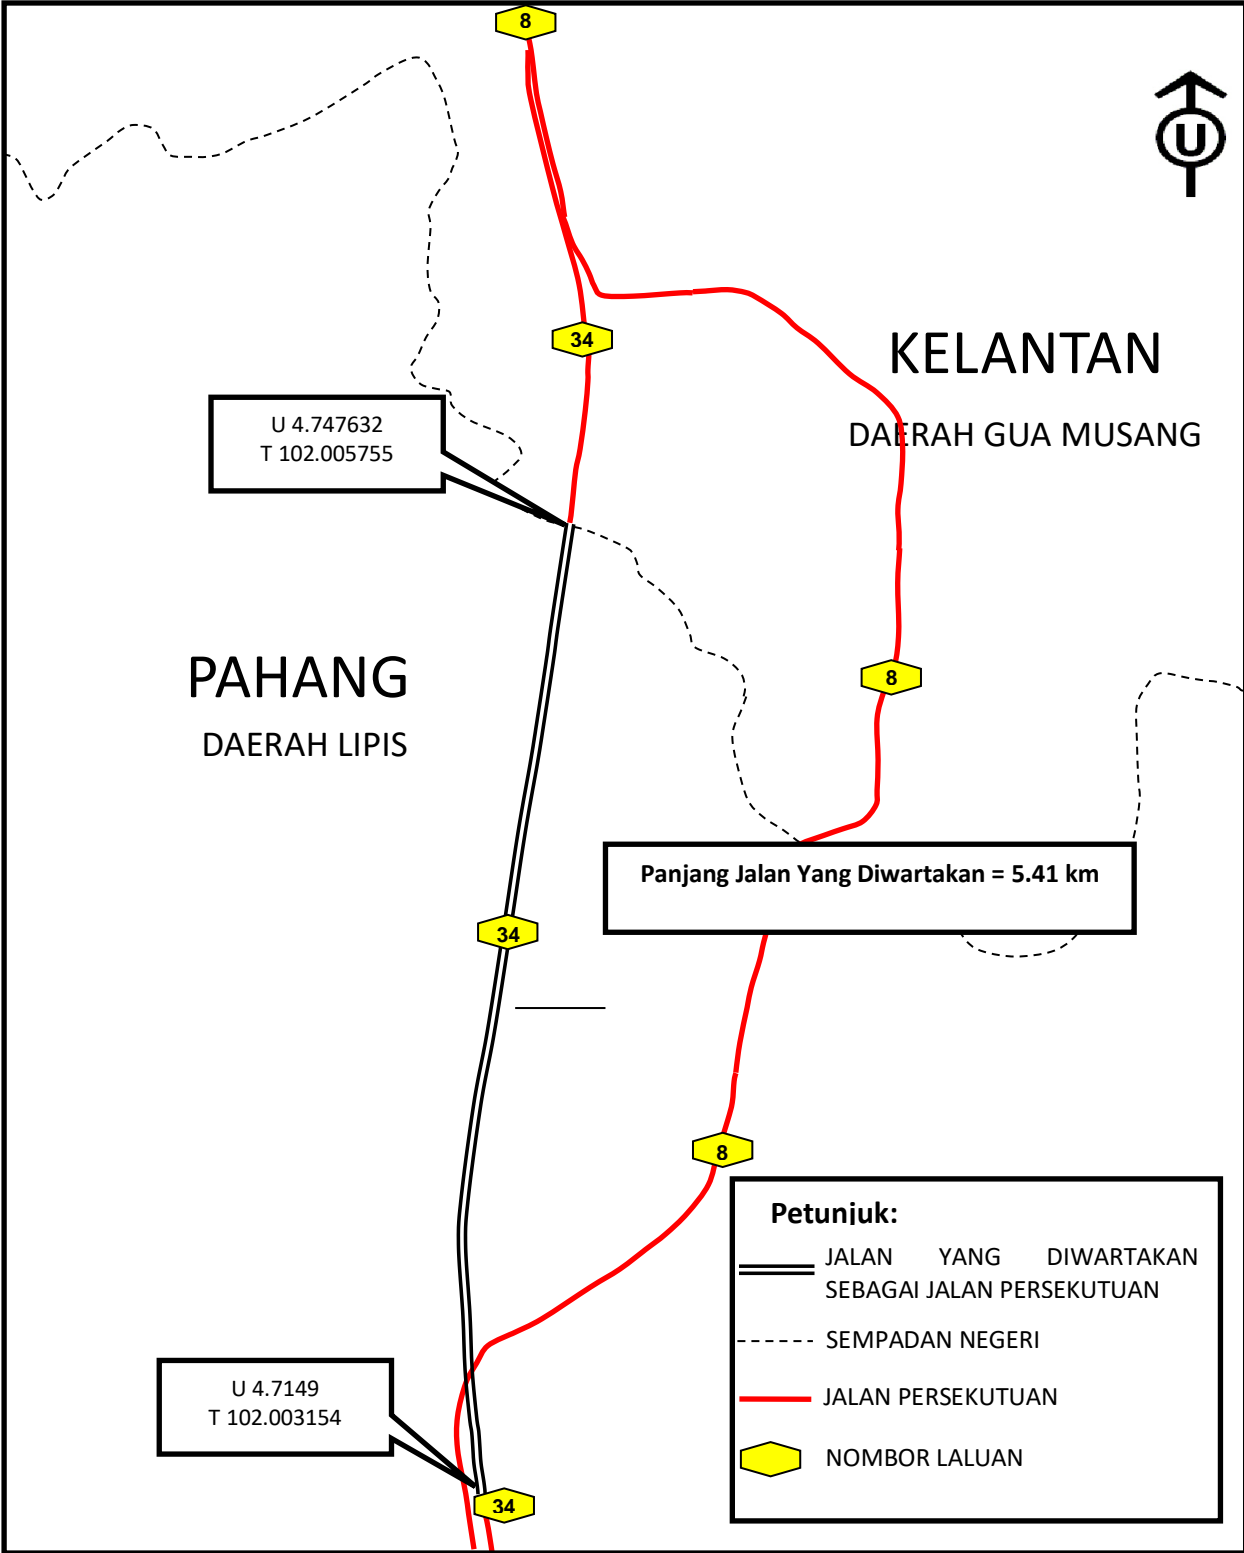 8
U
34
KELANTAN
DAERAH GUA MUSANG
U 4.747632
T 102.005755
PAHANG
DAERAH LIPIS
8
Panjang Jalan Yang Diwartakan = 5.41 km
34
8
Petunjuk:
JALAN YANG DIWARTAKAN
SEBAGAI JALAN PERSEKUTUAN
SEMPADAN NEGERI
JALAN PERSEKUTUAN
NOMBOR LALUAN
U 4.7149
T 102.003154
34